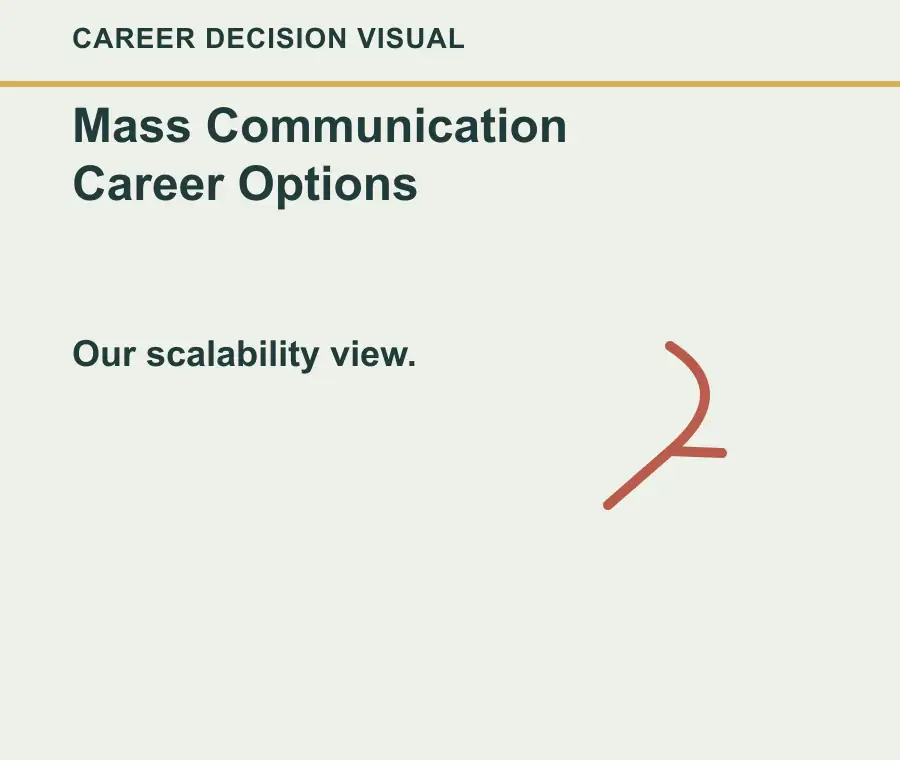 CAREER DECISION VISUAL
Mass Communication
Career Options
Our scalability view.